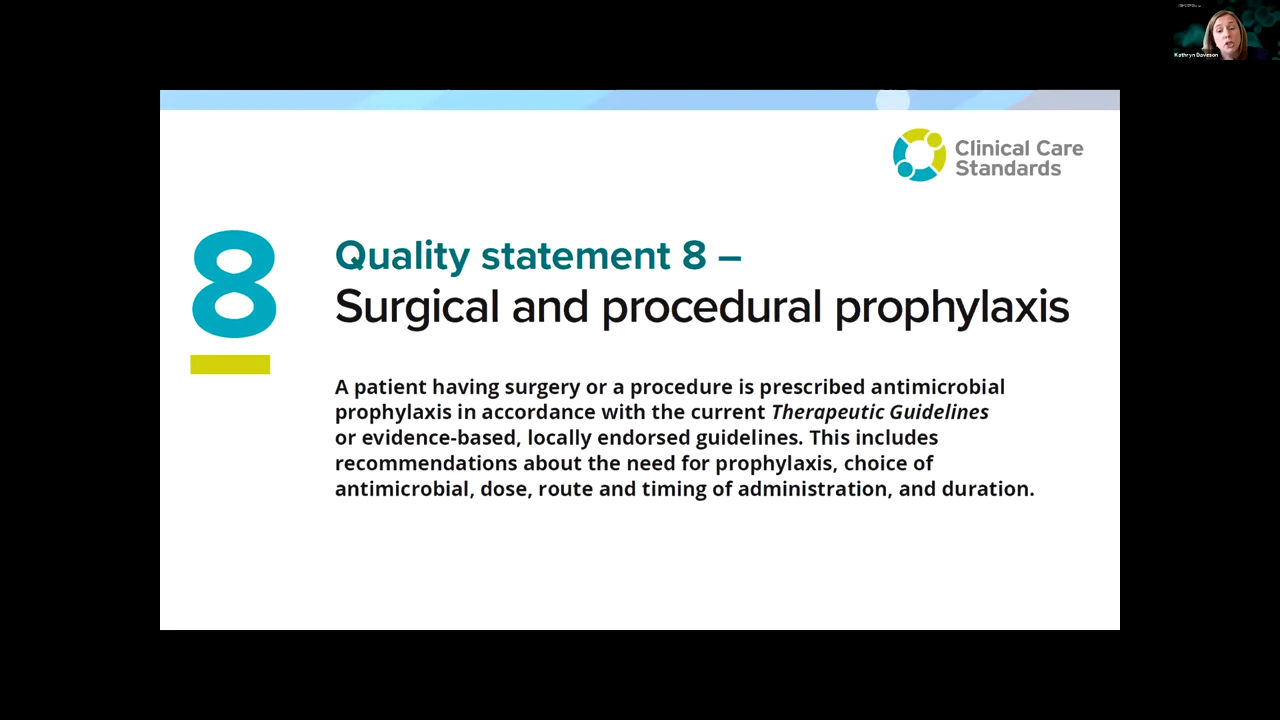 Kathryn Daveson
Clinical Care
Standards
8
Quality statement 8 –
Surgical and procedural prophylaxis
A patient having surgery or a procedure is prescribed antimicrobial
prophylaxis in accordance with the current Therapeutic Guidelines
or evidence-based, locally endorsed guidelines. This includes
recommendations about the need for prophylaxis, choice of
antimicrobial, dose, route and timing of administration, and duration.